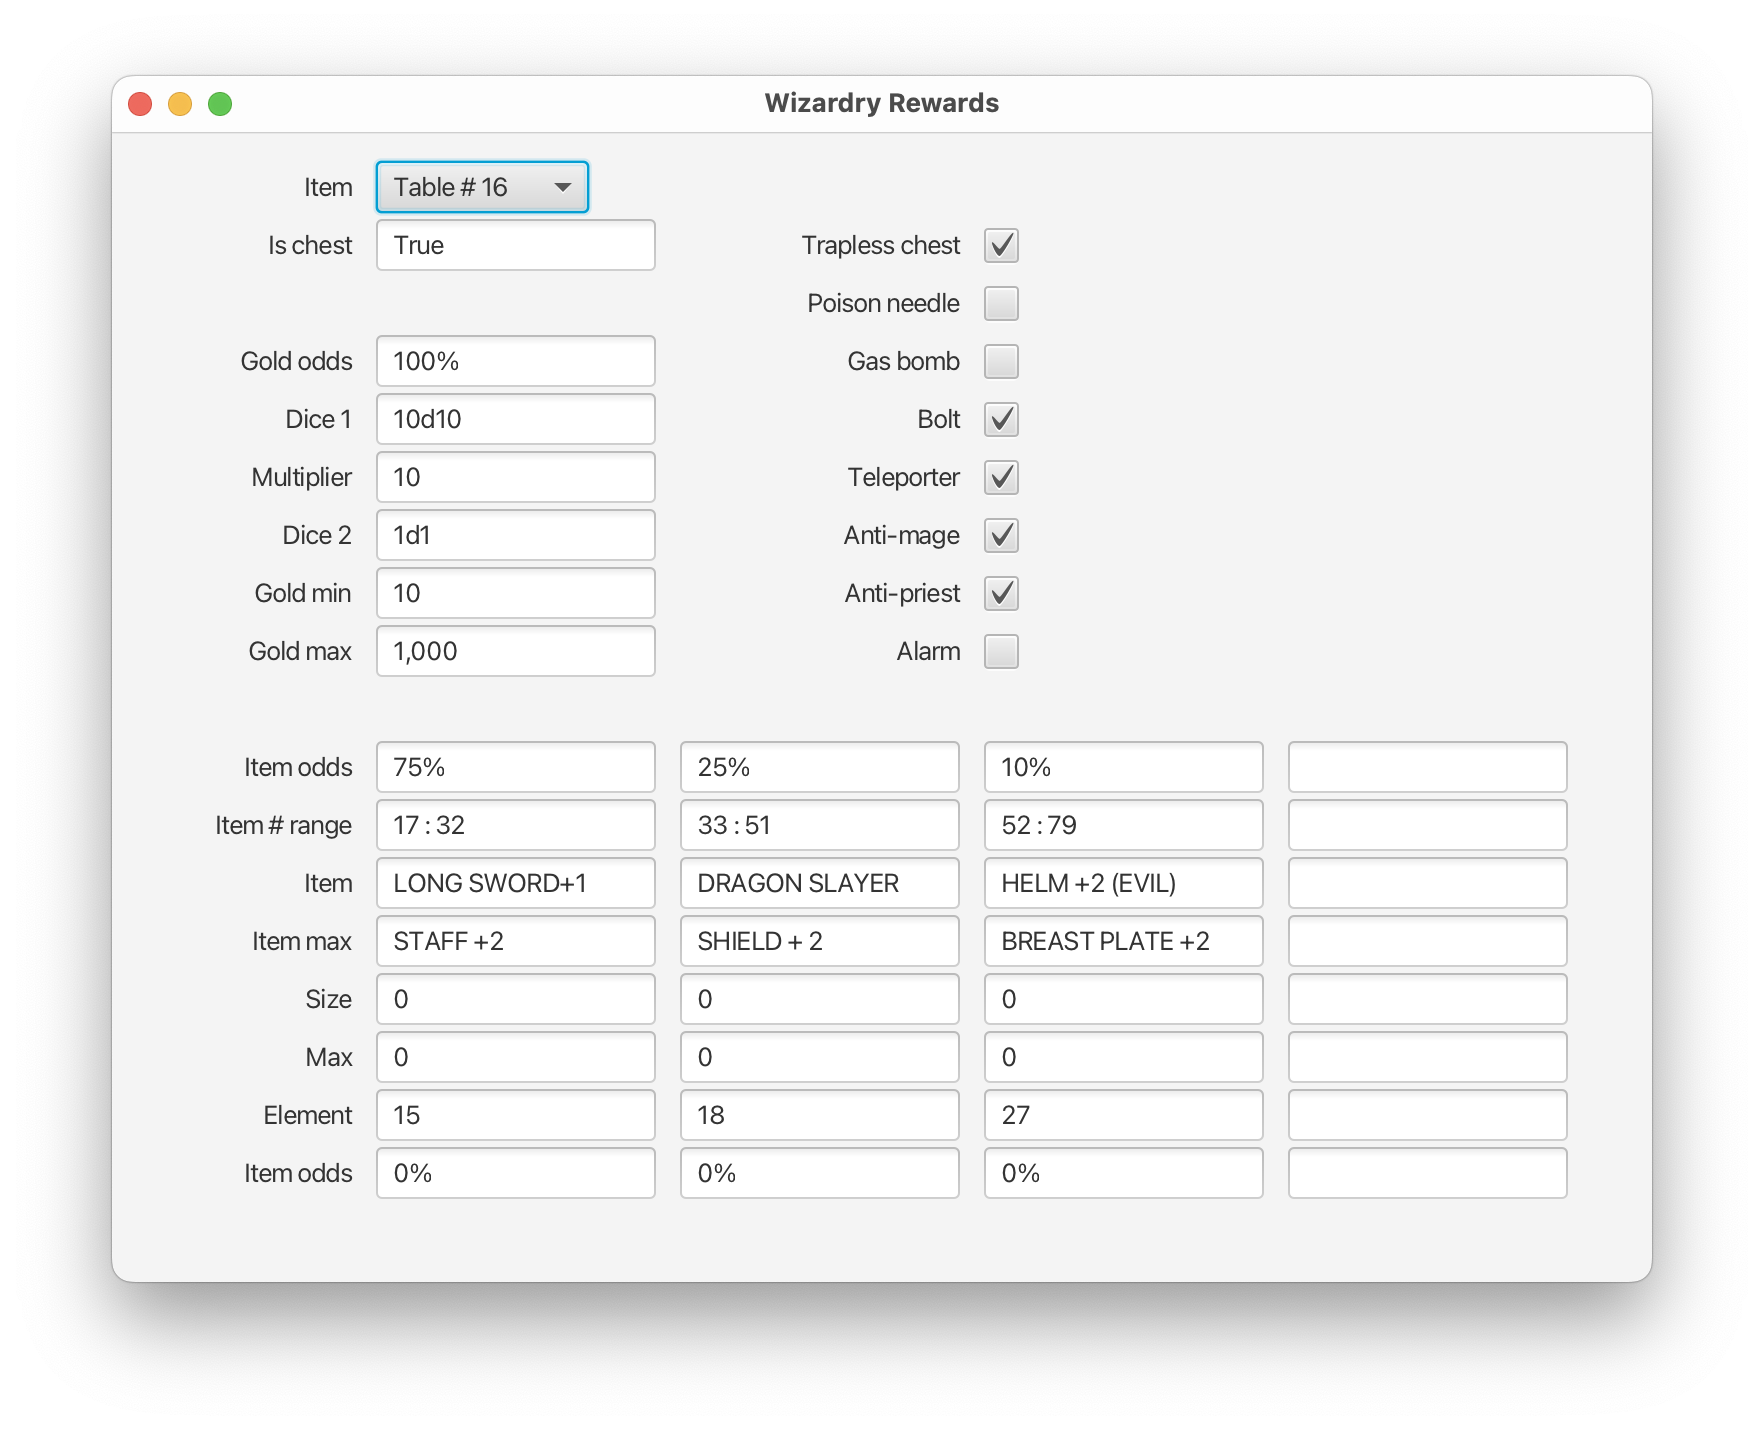 Wizardry Rewards
Item Table # 16
Is chest True Trapless chest
Poison needle
Gold odds 100% Gas bomb
Dice 1 10d10 Bolt
Multiplier 10 Teleporter
Dice 2 1d1 Anti-mage
Gold min 10 Anti-priest
Gold max 1,000 Alarm
Item odds 75% 25% 10%
Item # range 17 : 32 33 : 51 52 : 79
Item LONG SWORD+1 DRAGON SLAYER HELM +2 (EVIL)
Item max STAFF +2 SHIELD + 2 BREAST PLATE +2
Size 0 0 0
Max 0 0 0
Element 15 18 27
Item odds 0% 0% 0%